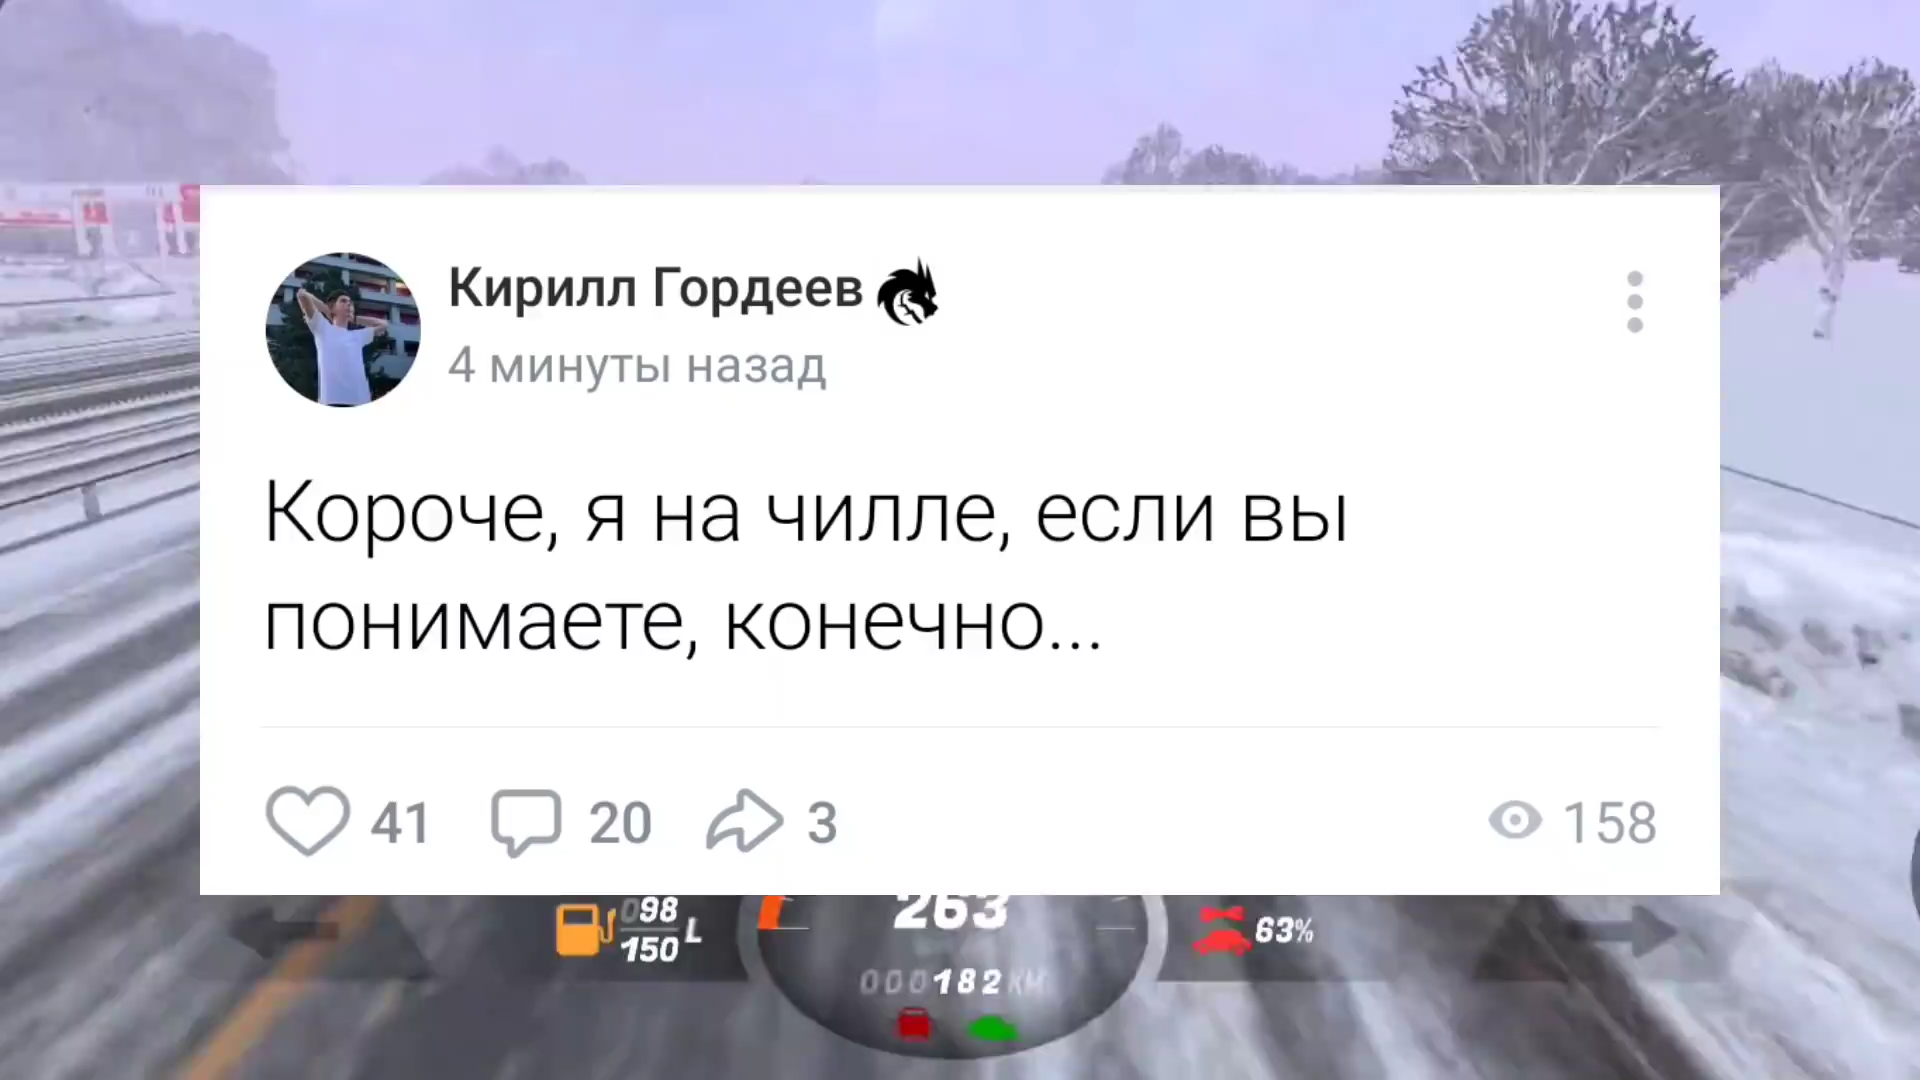 Кирилл Гордеев
4 минуты назад
Короче, я на чилле, если вы
понимаете, конечно...
41 20 3 158
263
098
150 L
63%
000182 KM